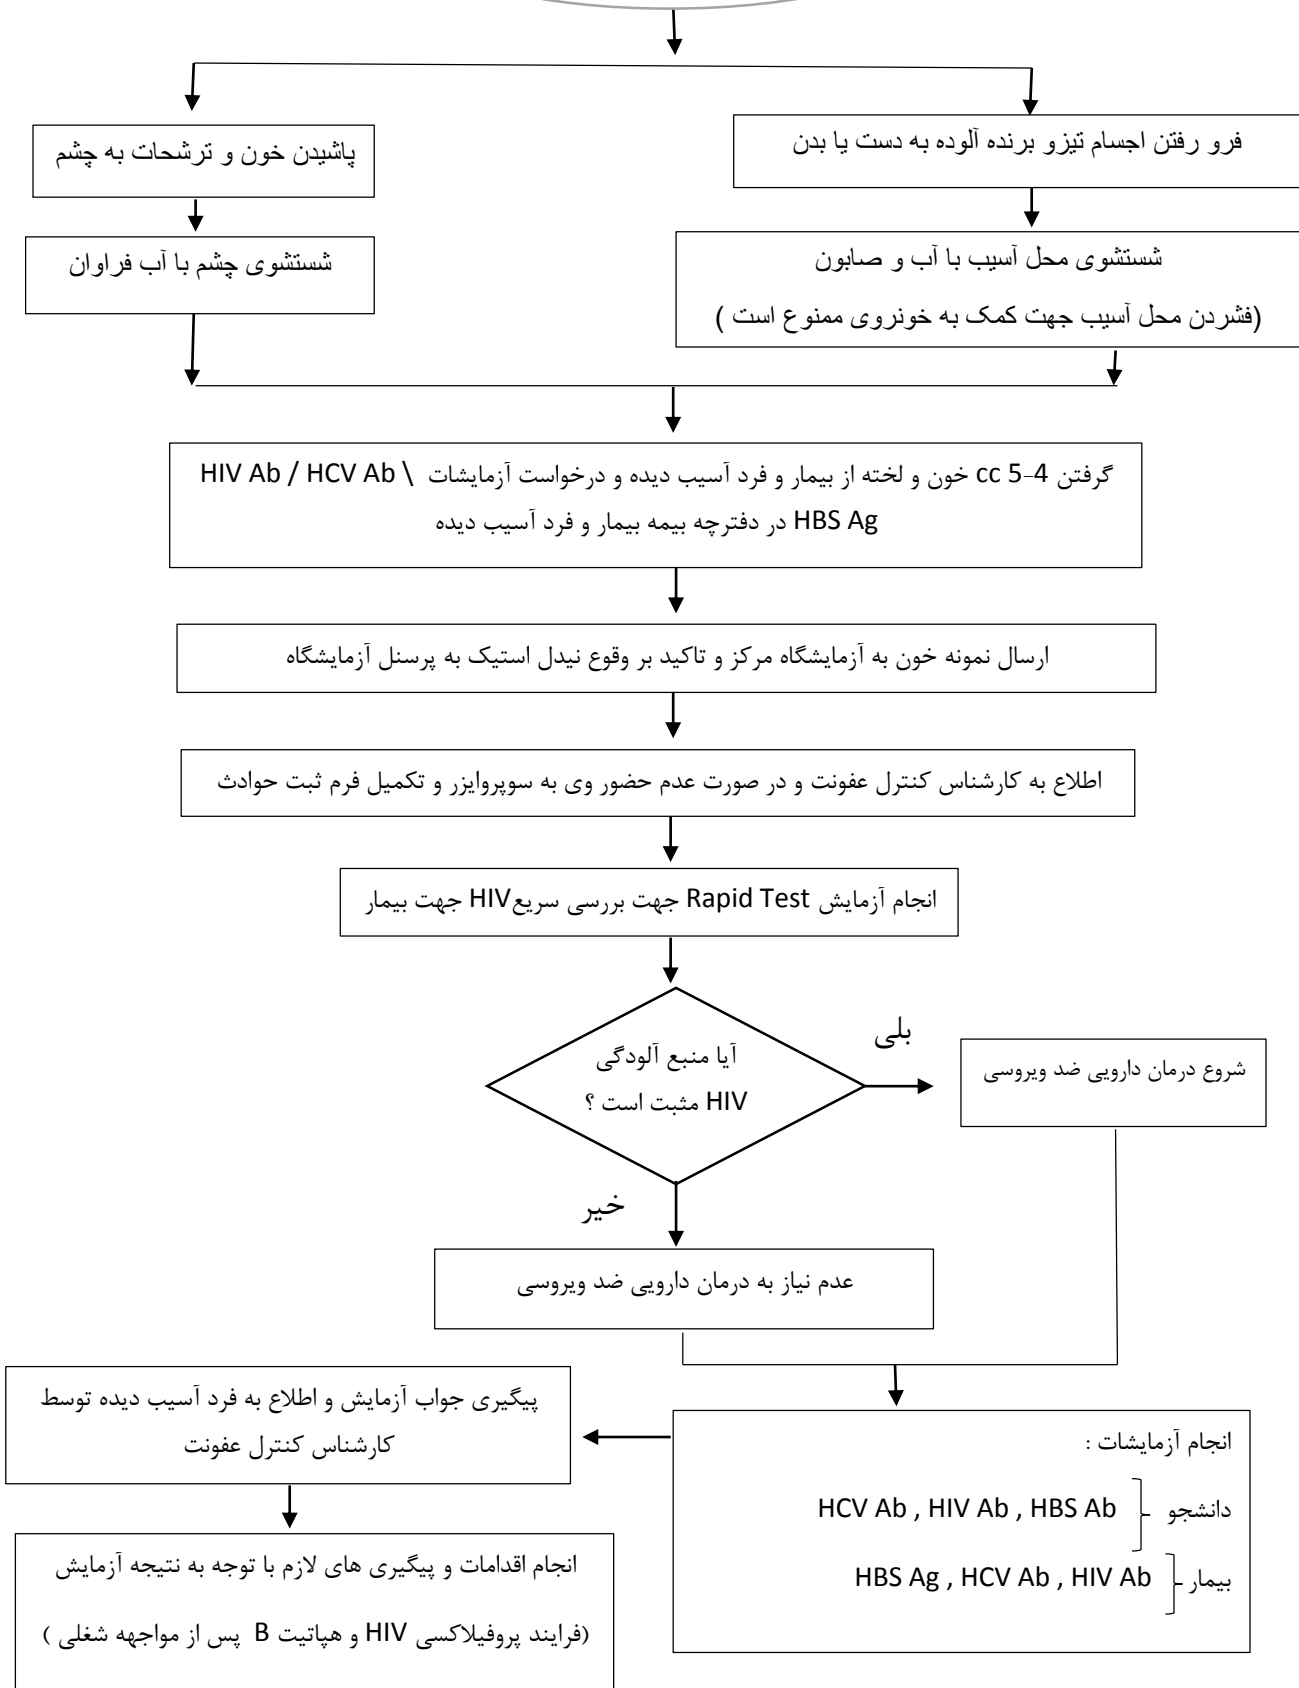 فرو رفتن اجسام تیزو برنده آلوده به دست یا بدن
پاشیدن خون و ترشحات به چشم
شستشوی محل آسیب با آب و صابون
(فشردن محل آسیب جهت کمک به خونروی ممنوع است )
شستشوی چشم با آب فراوان
گرفتن 4-5 cc خون و لخته از بیمار و فرد آسیب دیده و درخواست آزمایشات \ HIV Ab / HCV Ab
HBS Ag در دفترچه بیمه بیمار و فرد آسیب دیده
ارسال نمونه خون به آزمایشگاه مرکز و تاکید بر وقوع نیدل استیک به پرسنل آزمایشگاه
اطلاع به کارشناس کنترل عفونت و در صورت عدم حضور وی به سوپروایزر و تکمیل فرم ثبت حوادث
انجام آزمایش Rapid Test جهت بررسی سریعHIV جهت بیمار
آیا منبع آلودگی
HIV مثبت است ؟
بلی
شروع درمان دارویی ضد ویروسی
خیر
عدم نیاز به درمان دارویی ضد ویروسی
انجام آزمایشات :
دانشجو HCV Ab , HIV Ab , HBS Ab
بیمار HBS Ag , HCV Ab , HIV Ab
پیگیری جواب آزمایش و اطلاع به فرد آسیب دیده توسط
کارشناس کنترل عفونت
انجام اقدامات و پیگیری های لازم با توجه به نتیجه آزمایش
(فرایند پروفیلاکسی HIV و هپاتیت B پس از مواجهه شغلی )